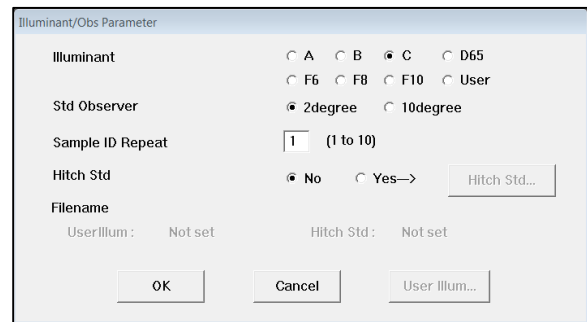 Illuminant/Obs Parameter
Illuminant A B C D65
F6 F8 F10 User
Std Observer 2degree 10degree
Sample ID Repeat 1 (1 to 10)
Hitch Std No Yes—> Hitch Std...
Filename
UserIllum : Not set Hitch Std : Not set
OK Cancel User Illum...